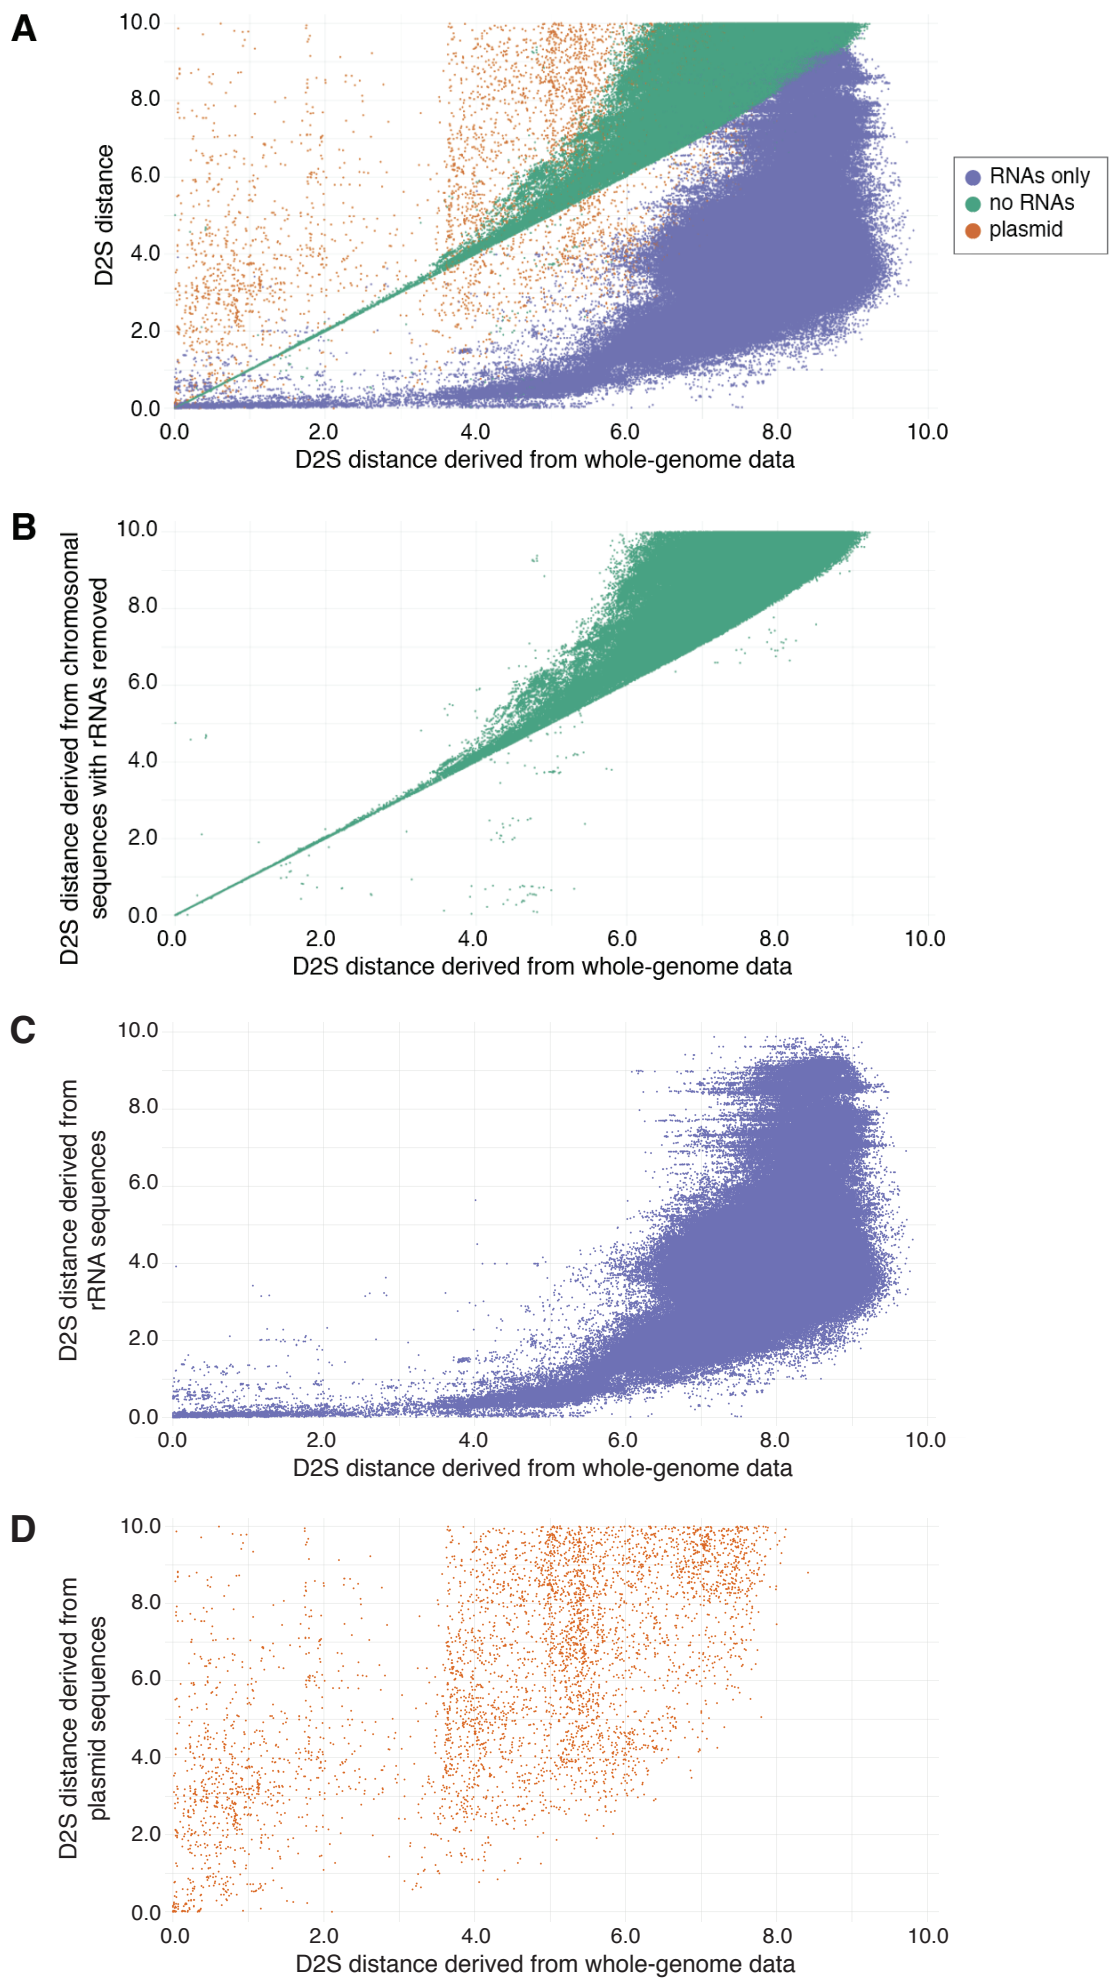 A
10.0
8.0
6.0
4.0
2.0
0.0
D2S distance
0.0 2.0 4.0 6.0 8.0 10.0
D2S distance derived from whole-genome data
RNAs only
no RNAs
plasmid
B
10.0
8.0
6.0
4.0
2.0
0.0
D2S distance derived from chromosomal
sequences with rRNAs removed
0.0 2.0 4.0 6.0 8.0 10.0
D2S distance derived from whole-genome data
C
10.0
8.0
6.0
4.0
2.0
0.0
D2S distance derived from
rRNA sequences
0.0 2.0 4.0 6.0 8.0 10.0
D2S distance derived from whole-genome data
D
10.0
8.0
6.0
4.0
2.0
0.0
D2S distance derived from
plasmid sequences
0.0 2.0 4.0 6.0 8.0 10.0
D2S distance derived from whole-genome data